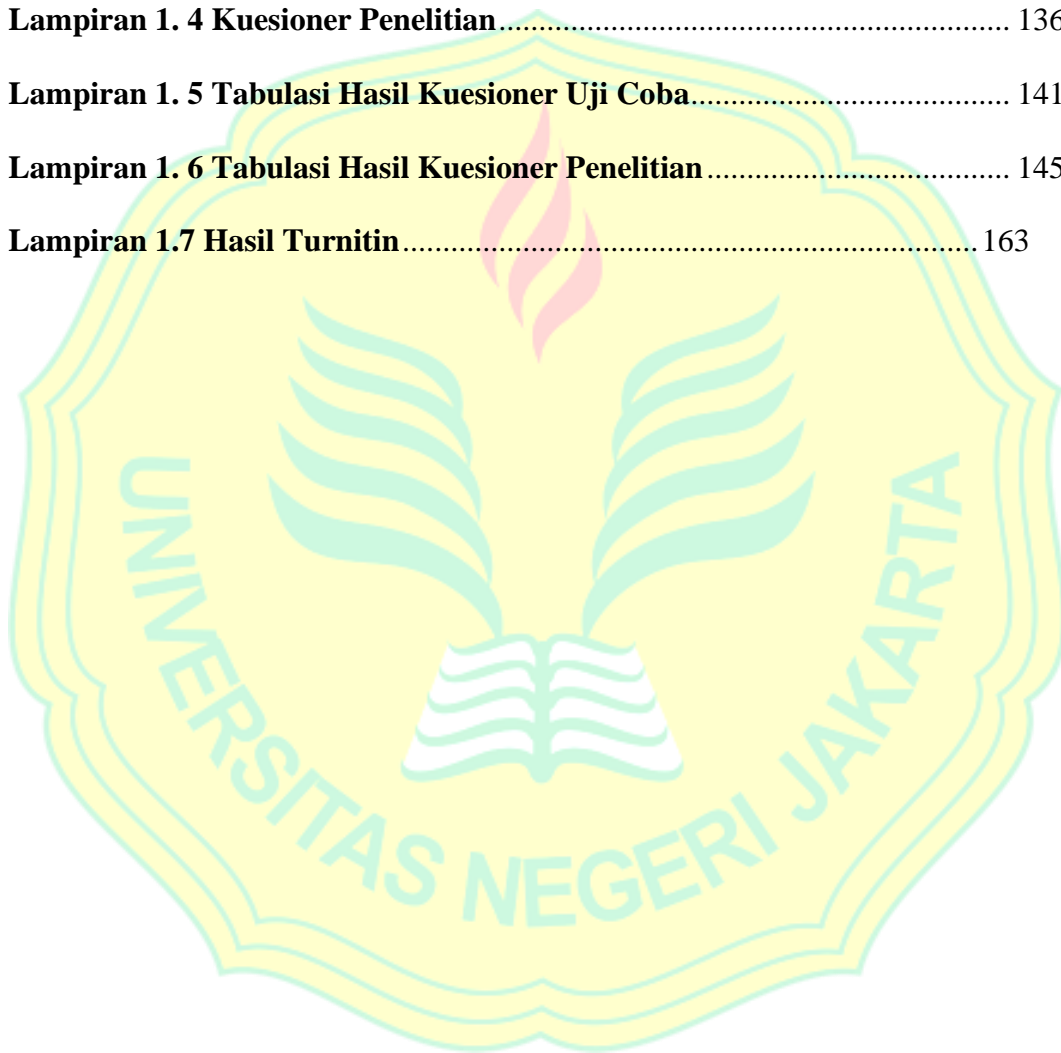 Lampiran 1. 4 Kuesioner Penelitian................................................................ 136
Lampiran 1. 5 Tabulasi Hasil Kuesioner Uji Coba........................................ 141
Lampiran 1. 6 Tabulasi Hasil Kuesioner Penelitian...................................... 145
Lampiran 1.7 Hasil Turnitin........................................................................ 163
UNIVERSITAS NEGERI JAKARTA